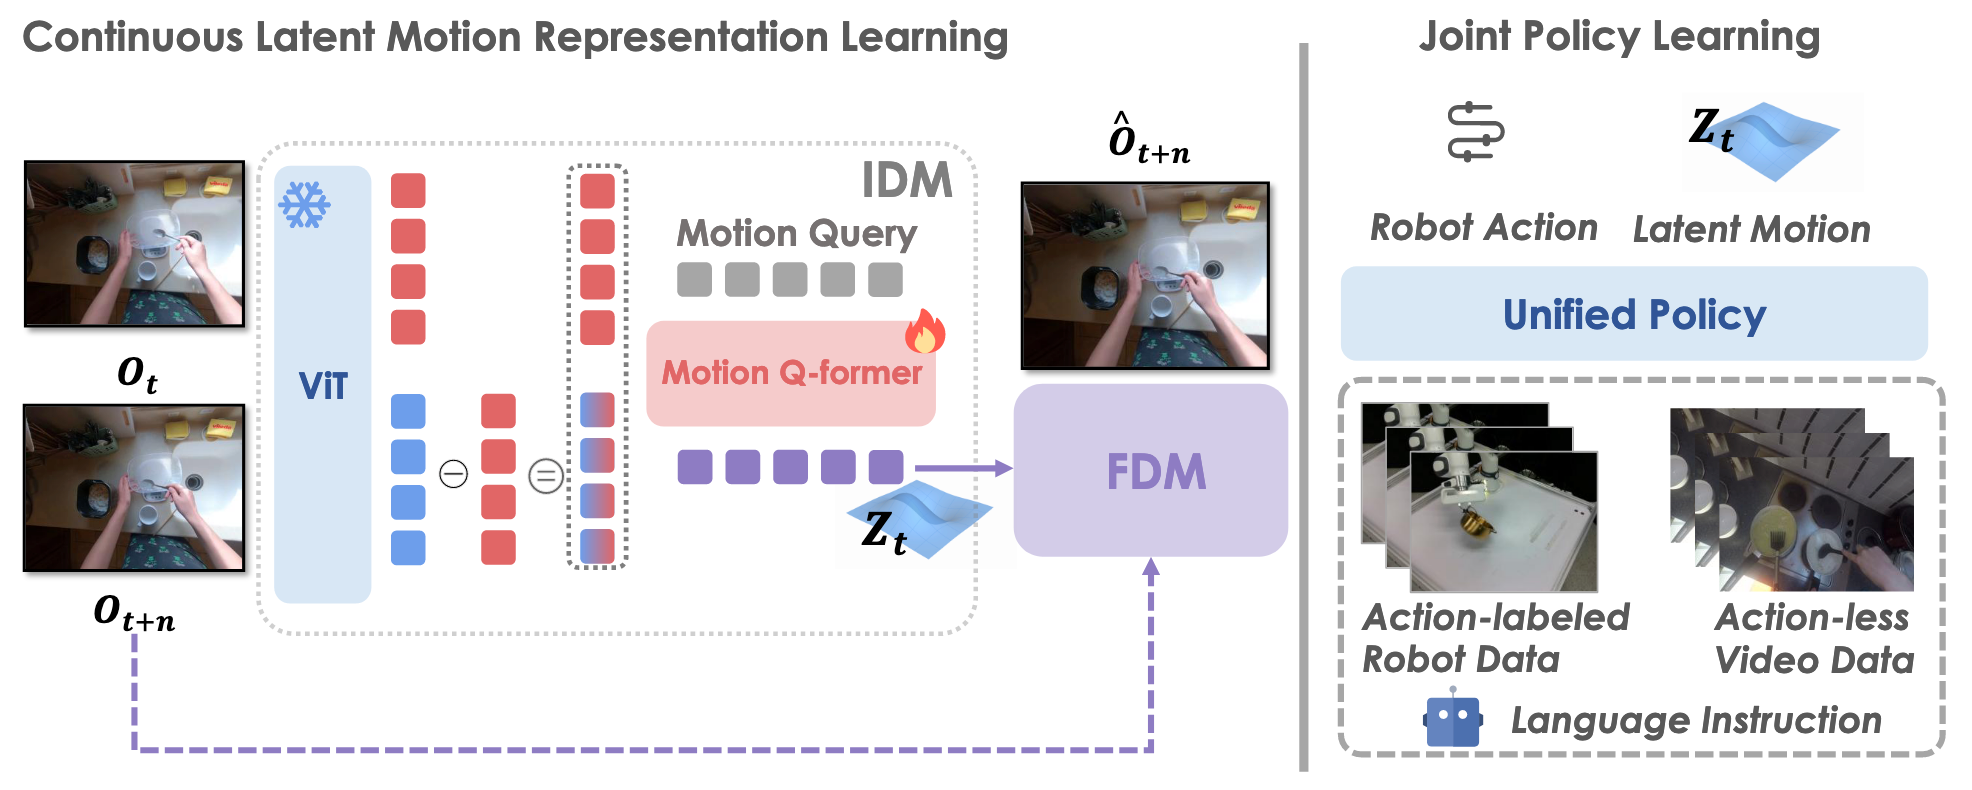 Continuous Latent Motion Representation Learning
O_t
O_{t+n}
ViT
−
=
IDM
Motion Query
Motion Q-former
Z_t
Ô_{t+n}
FDM
Joint Policy Learning
Z_t
Robot Action
Latent Motion
Unified Policy
Action-labeled
Robot Data
Action-less
Video Data
Language Instruction